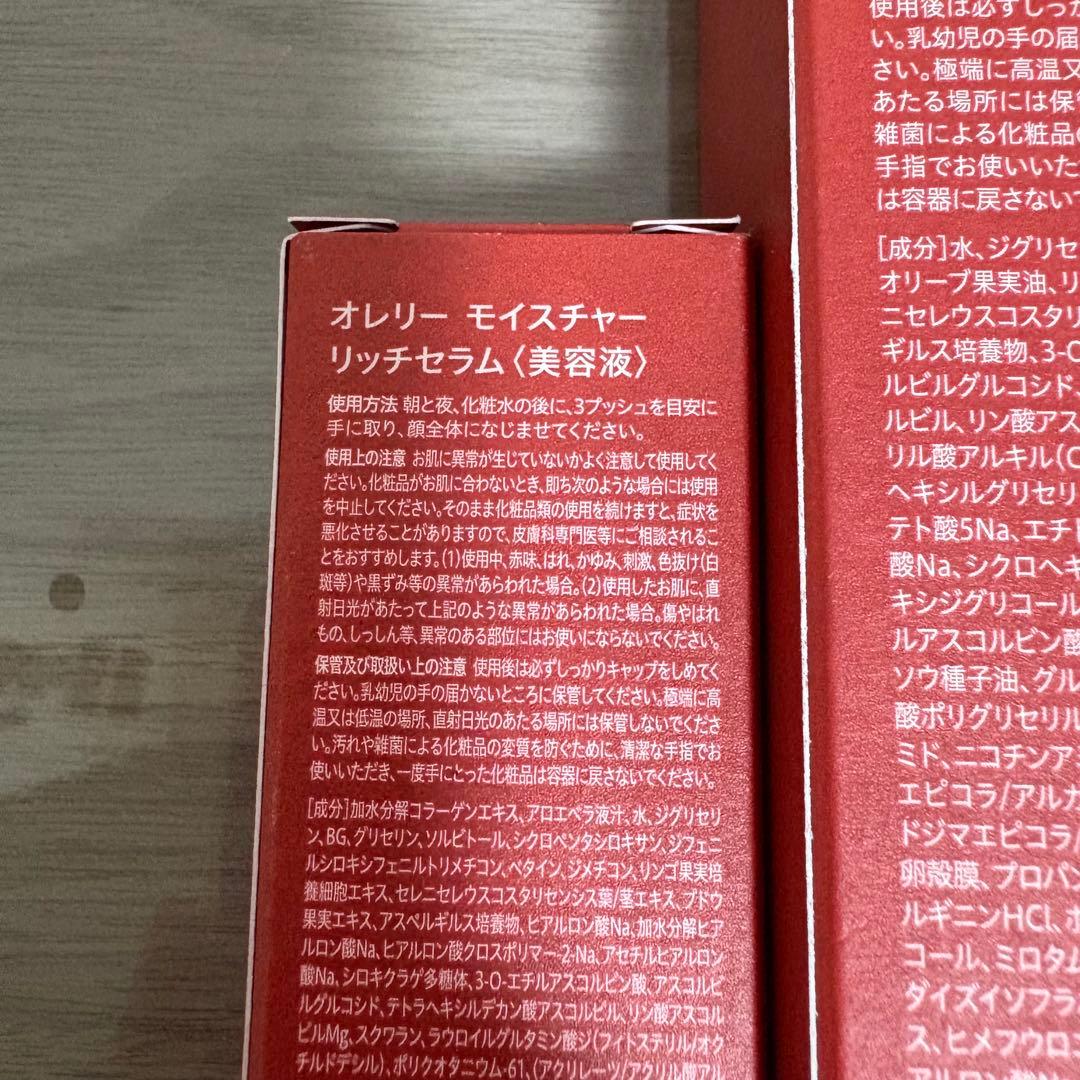 オレリー モイスチャー
リッチセラム〈美容液〉
使用方法 朝と夜、化粧水の後に、3プッシュを目安に
手に取り、顔全体になじませてください。
使用上の注意 お肌に異常が生じていないかよく注意して使用してく
ださい。化粧品がお肌に合わないとき、即ち次のような場合には使用
を中止してください。そのまま化粧品類の使用を続けますと、症状を
悪化させることがありますので、皮膚科専門医等にご相談されるこ
とをおすすめします。(1)使用中、赤味、はれ、かゆみ、刺激、色抜け(白
斑等)や黒ずみ等の異常があらわれた場合。(2)使用したお肌に、直
射日光があたって上記のような異常があらわれた場合。傷やはれ
もの、しっしん等、異常のある部位にはお使いにならないでください。
保管及び取扱い上の注意 使用後は必ずしっかりキャップをしめてく
ださい。乳幼児の手の届かないところに保管してください。極端に高
温又は低温の場所、直射日光のあたる場所には保管しないでくださ
い。汚れや雑菌による化粧品の変質を防ぐために、清潔な手指でお
使いいただき、一度手にとった化粧品は容器に戻さないでください。
[成分]加水分解コラーゲンエキス、アロエベラ液汁、水、ジグリセリ
ン、BG、グリセリン、ソルビトール、シクロペンタシロキサン、ジフェニ
ルシロキシフェニルトリメチコン、ベタイン、ジメチコン、リンゴ果実培
養細胞エキス、セレニセレウスコスタリセンシス葉/茎エキス、ブドウ
果実エキス、アスペルギルス培養物、ヒアルロン酸Na、加水分解ヒア
ルロン酸Na、ヒアルロン酸クロスポリマー-2-Na、アセチルヒアルロン
酸Na、シロキクラゲ多糖体、3-O-エチルアスコルビン酸、アスコルビ
ルグルコシド、テトラヘキシルデカン酸アスコルビル、リン酸アスコル
ビルMg、スクワラン、ラウロイルグルタミン酸ジ(フィトステリル/オク
チルドデシル)、ポリクオタニウム-61、(アクリレーツ/アクリル酸アル
使用後は必ずしっか
い。乳幼児の手の届
さい。極端に高温又
あたる場所には保管
雑菌による化粧品の
手指でお使いいた
は容器に戻さないで
[成分]水、ジグリセ
オリーブ果実油、リ
ニセレウスコスタリ
ギルス培養物、3-O
ルビルグルコシド、
ルビル、リン酸アス
リル酸アルキル(C
ヘキシルグリセリ
テト酸5Na、エチド
酸Na、シクロヘキ
キシジグリコール
ルアスコルビン酸
ソウ種子油、グル
酸ポリグリセリル
ミド、ニコチンア
エピコラ/アルカ
ドジマエピコラ/
卵殻膜、プロパン
ルギニンHCl、ポ
コール、ミロタム
ダイズイソフラ
ス、ヒメフウロエ
アルロン酸Na